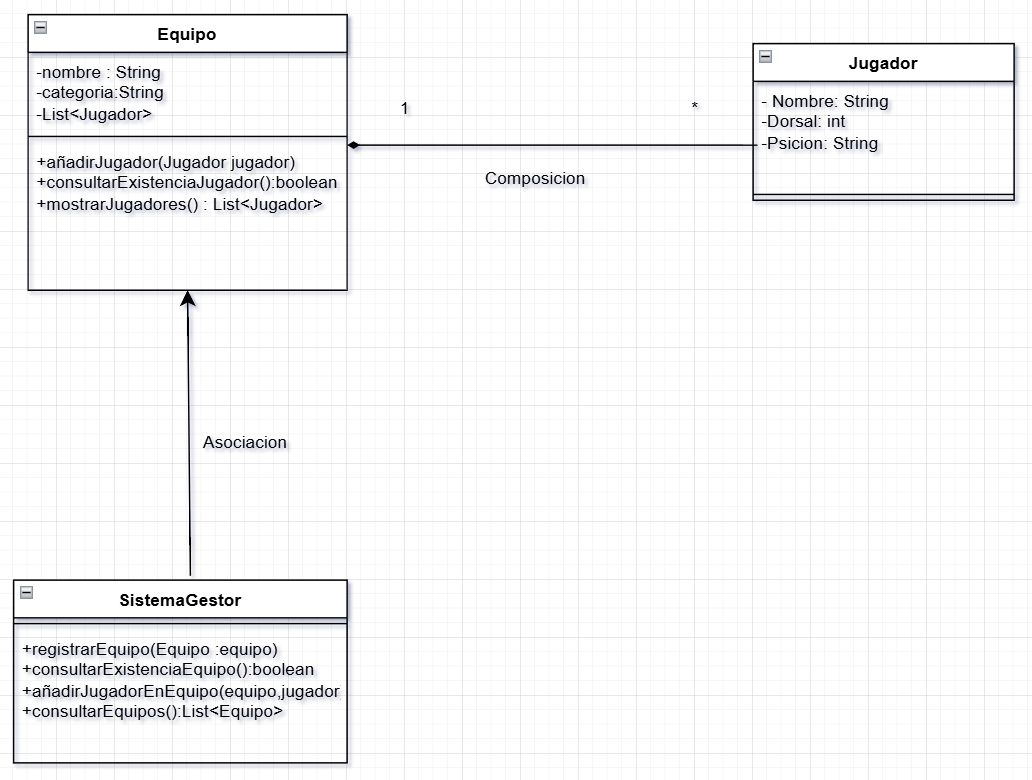 Equipo
-nombre : String
-categoria:String
-List<Jugador>
+añadirJugador(Jugador jugador)
+consultarExistenciaJugador():boolean
+mostrarJugadores() : List<Jugador>
1
*
Composicion
Jugador
- Nombre: String
-Dorsal: int
-Psicion: String
Asociacion
SistemaGestor
+registrarEquipo(Equipo :equipo)
+consultarExistenciaEquipo():boolean
+añadirJugadorEnEquipo(equipo,jugador
+consultarEquipos():List<Equipo>